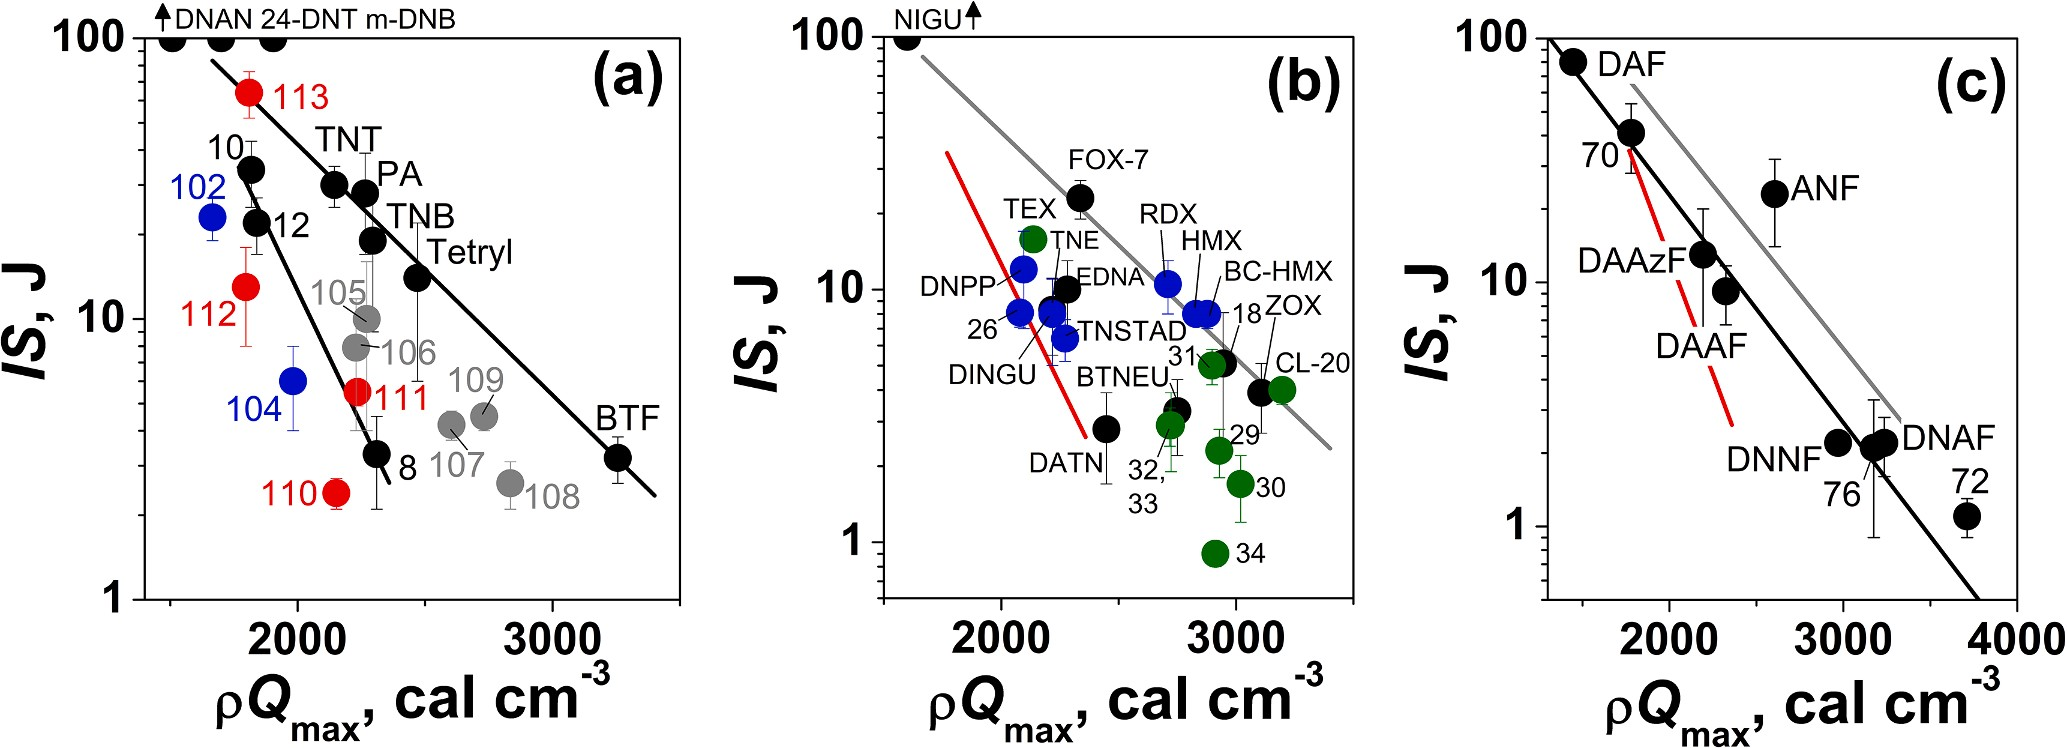 DNAN 24-DNT m-DNB
100
10
1
IS, J
(a)
113
10
TNT
PA
102
12
TNB
Tetryl
112
105
106
104
111
109
BTF
8
107
110
108
2000 3000
ρQmax, cal cm-3
NIGU
100
10
1
IS, J
(b)
FOX-7
TEX
RDX
TNE
HMX
DNPP
EDNA
BC-HMX
26
TNSTAD
18
ZOX
DINGU
31
BTNEU
CL-20
DATN
32,
33
29
30
34
2000 3000
ρQmax, cal cm-3
100
10
1
IS, J
(c)
DAF
70
ANF
DAAzF
DAAF
DNNF
DNAF
76
72
2000 3000 4000
ρQmax, cal cm-3